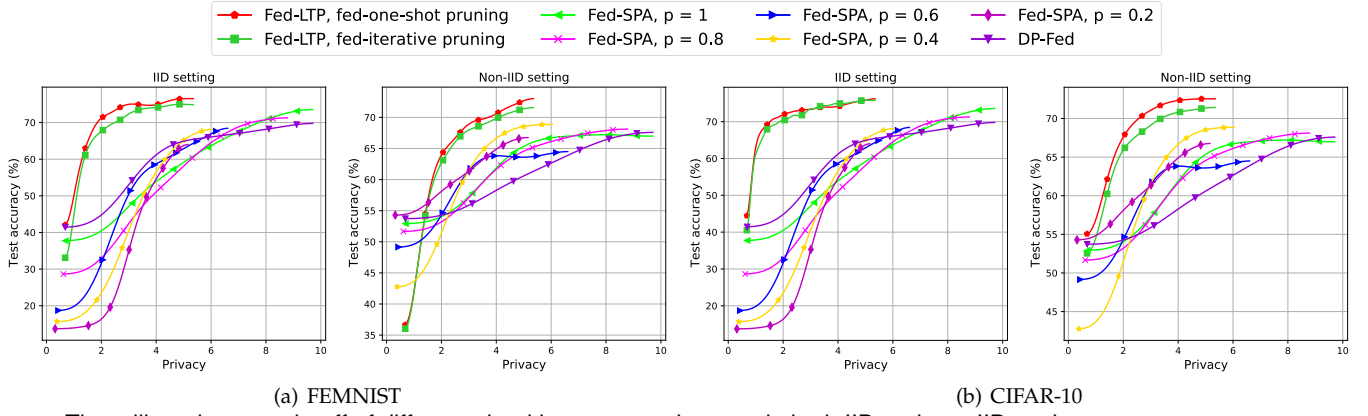 Fed-LTP, fed-one-shot pruning
Fed-LTP, fed-iterative pruning
Fed-SPA, p = 1
Fed-SPA, p = 0.8
Fed-SPA, p = 0.6
Fed-SPA, p = 0.4
Fed-SPA, p = 0.2
DP-Fed
IID setting
Test accuracy (%)
70
60
50
40
30
20
0 2 4 6 8 10
Privacy
Non-IID setting
Test accuracy (%)
70
65
60
55
50
45
40
35
0 2 4 6 8 10
Privacy
(a) FEMNIST
IID setting
Test accuracy (%)
70
60
50
40
30
20
0 2 4 6 8 10
Privacy
Non-IID setting
Test accuracy (%)
70
65
60
55
50
45
0 2 4 6 8 10
Privacy
(b) CIFAR-10